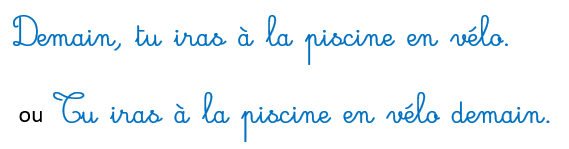 Demain, tu iras à la piscine en vélo.
ou Tu iras à la piscine en vélo demain.